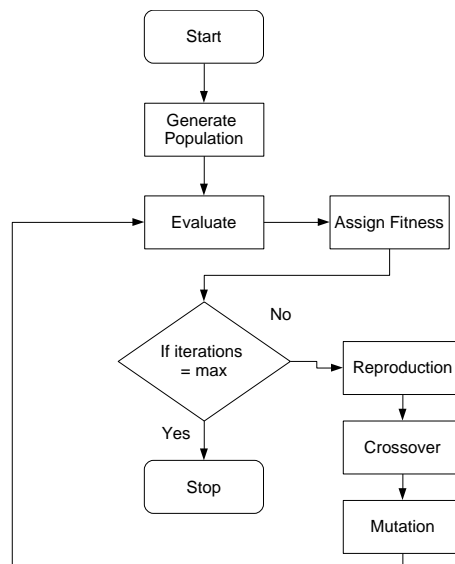 Start
Generate
Population
Evaluate
Assign Fitness
No
If iterations
= max
Reproduction
Yes
Crossover
Stop
Mutation